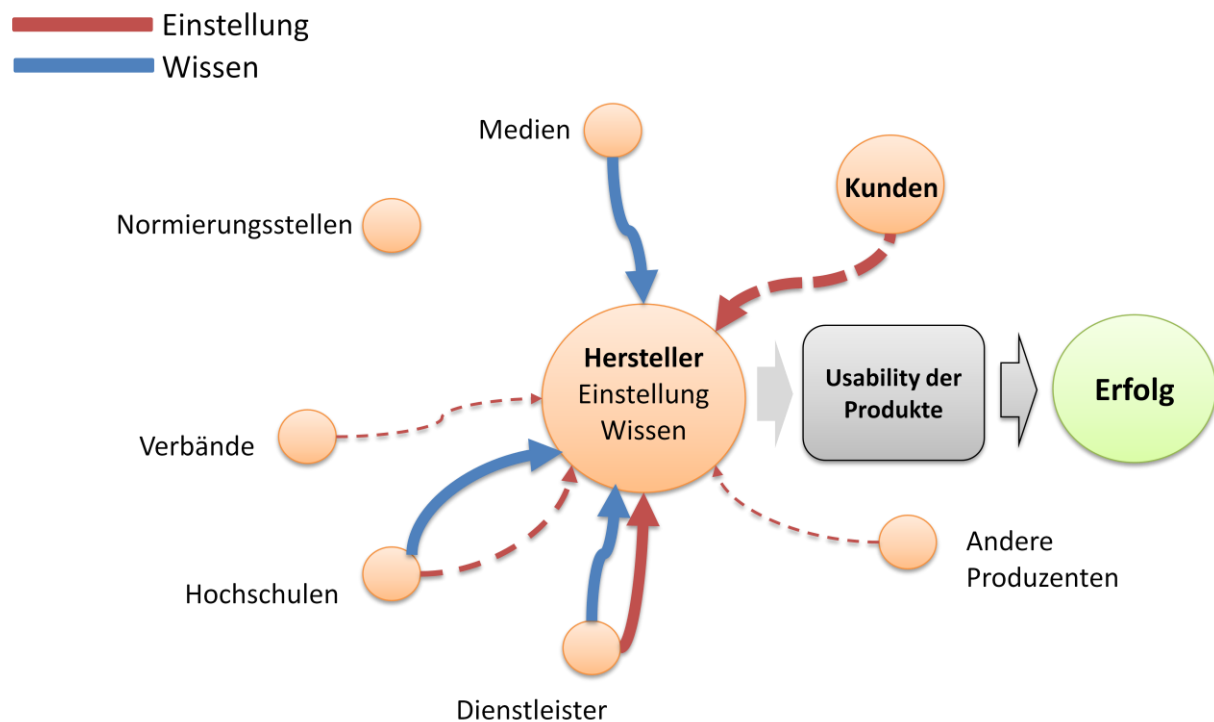 Einstellung
Wissen
Medien
Kunden
Normierungsstellen
Hersteller
Einstellung
Wissen
Usability der
Produkte
Erfolg
Verbände
Hochschulen
Andere
Produzenten
Dienstleister